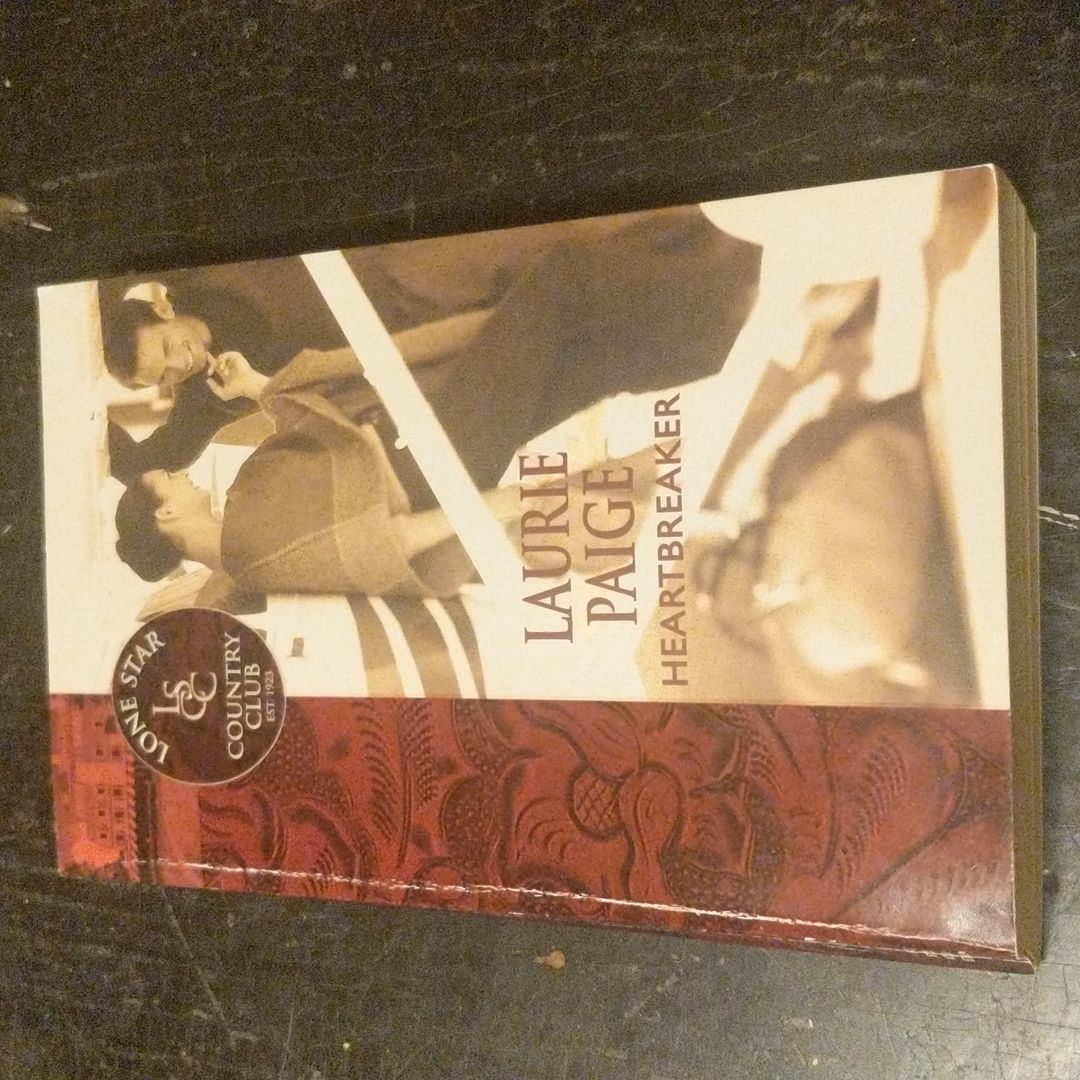 LONE STAR
LSCC
COUNTRY
CLUB
EST. 1923
LAURIE
PAIGE
HEARTBREAKER